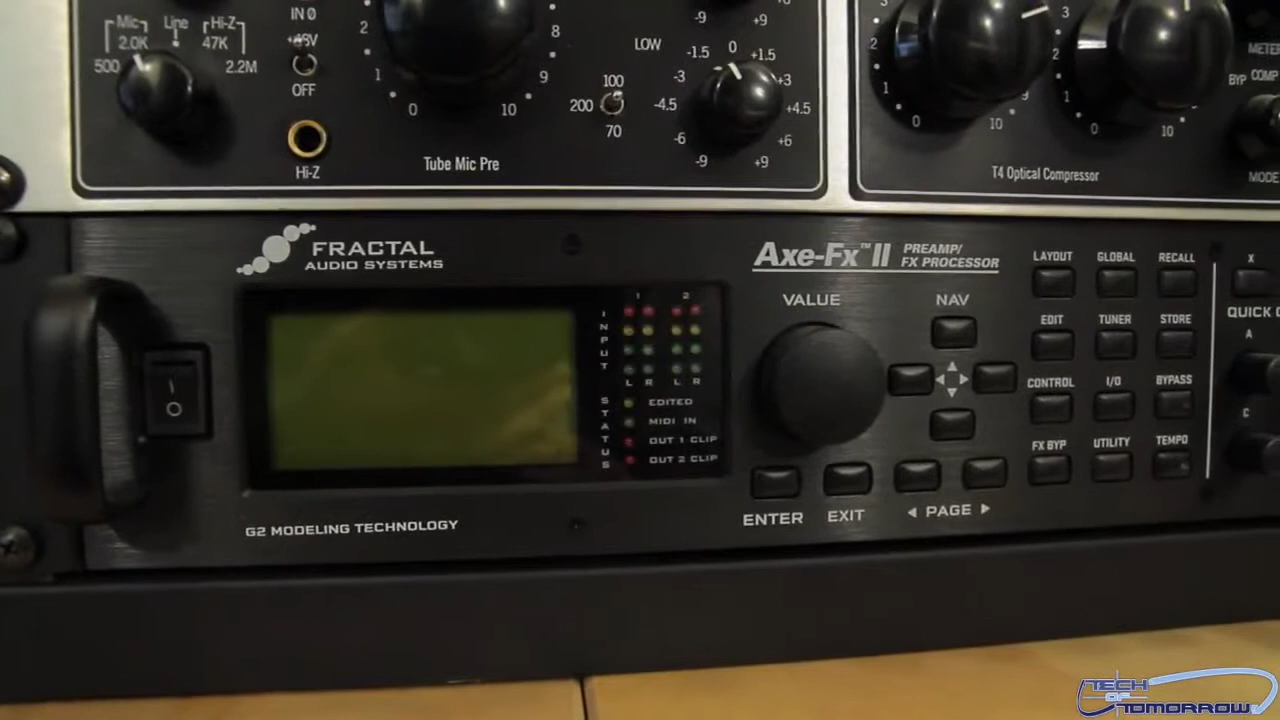 Mic Line Hi-Z
2.0K 47K
500 2.2M
IN 0
+48V
OFF
Hi-Z
2 8
1 9
0 10
Tube Mic Pre
100
200
70
LOW
-9 +9
-1.5 0 +1.5
-3 +3
-4.5 +4.5
-6 +6
-9 +9
3 3
2 2
1 9 1
0 10 0 10
T4 Optical Compressor
METER
BYP COMP
MODE
FRACTAL
AUDIO SYSTEMS
Axe-Fx™ II PREAMP/
FX PROCESSOR
1 2
INPUT
L R L R
STATUS
EDITED
MIDI IN
OUT 1 CLIP
OUT 2 CLIP
I
O
VALUE
NAV
ENTER EXIT PAGE
LAYOUT GLOBAL RECALL
EDIT TUNER STORE
CONTROL I/O BYPASS
FX BYP UTILITY TEMPO
X
QUICK
A
C
G2 MODELING TECHNOLOGY
TECH
OF
TOMORROW